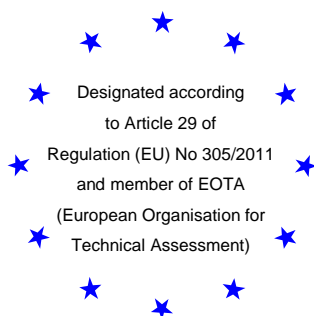 Designated according
to Article 29 of
Regulation (EU) No 305/2011
and member of EOTA
(European Organisation for
Technical Assessment)